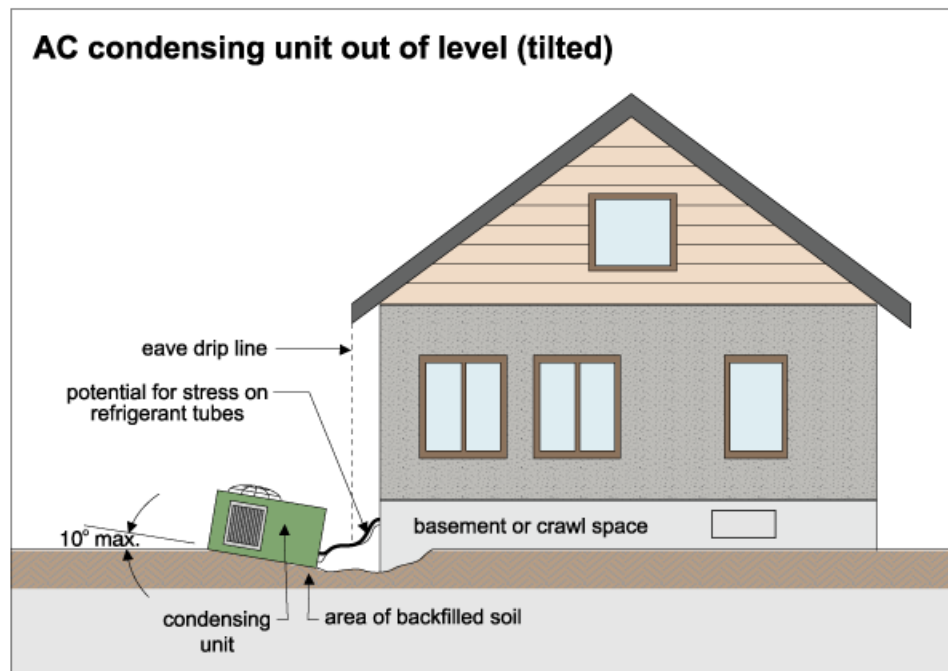 AC condensing unit out of level (tilted)
eave drip line
potential for stress on
refrigerant tubes
10° max.
basement or crawl space
condensing
unit
area of backfilled soil